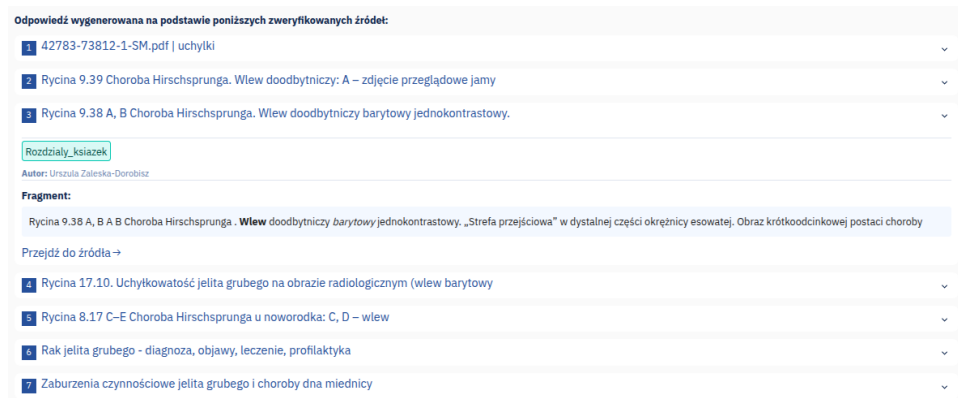 Odpowiedź wygenerowana na podstawie poniższych zweryfikowanych źródeł:
1 42783-73812-1-SM.pdf | uchylki
2 Rycina 9.39 Choroba Hirschsprunga. Wlew doodbytniczy: A – zdjęcie przeglądowe jamy
3 Rycina 9.38 A, B Choroba Hirschsprunga. Wlew doodbytniczy barytowy jednokontrastowy.
Rozdzialy_ksiazek
Autor: Urszula Zaleska-Dorobisz
Fragment:
Rycina 9.38 A, B A B Choroba Hirschsprunga . Wlew doodbytniczy barytowy jednokontrastowy. „Strefa przejściowa” w dystalnej części okrężnicy esowatej. Obraz krótkoodcinkowej postaci choroby
Przejdź do źródła→
4 Rycina 17.10. Uchyłkowatość jelita grubego na obrazie radiologicznym (wlew barytowy
5 Rycina 8.17 C–E Choroba Hirschsprunga u noworodka: C, D – wlew
6 Rak jelita grubego - diagnoza, objawy, leczenie, profilaktyka
7 Zaburzenia czynnościowe jelita grubego i choroby dna miednicy